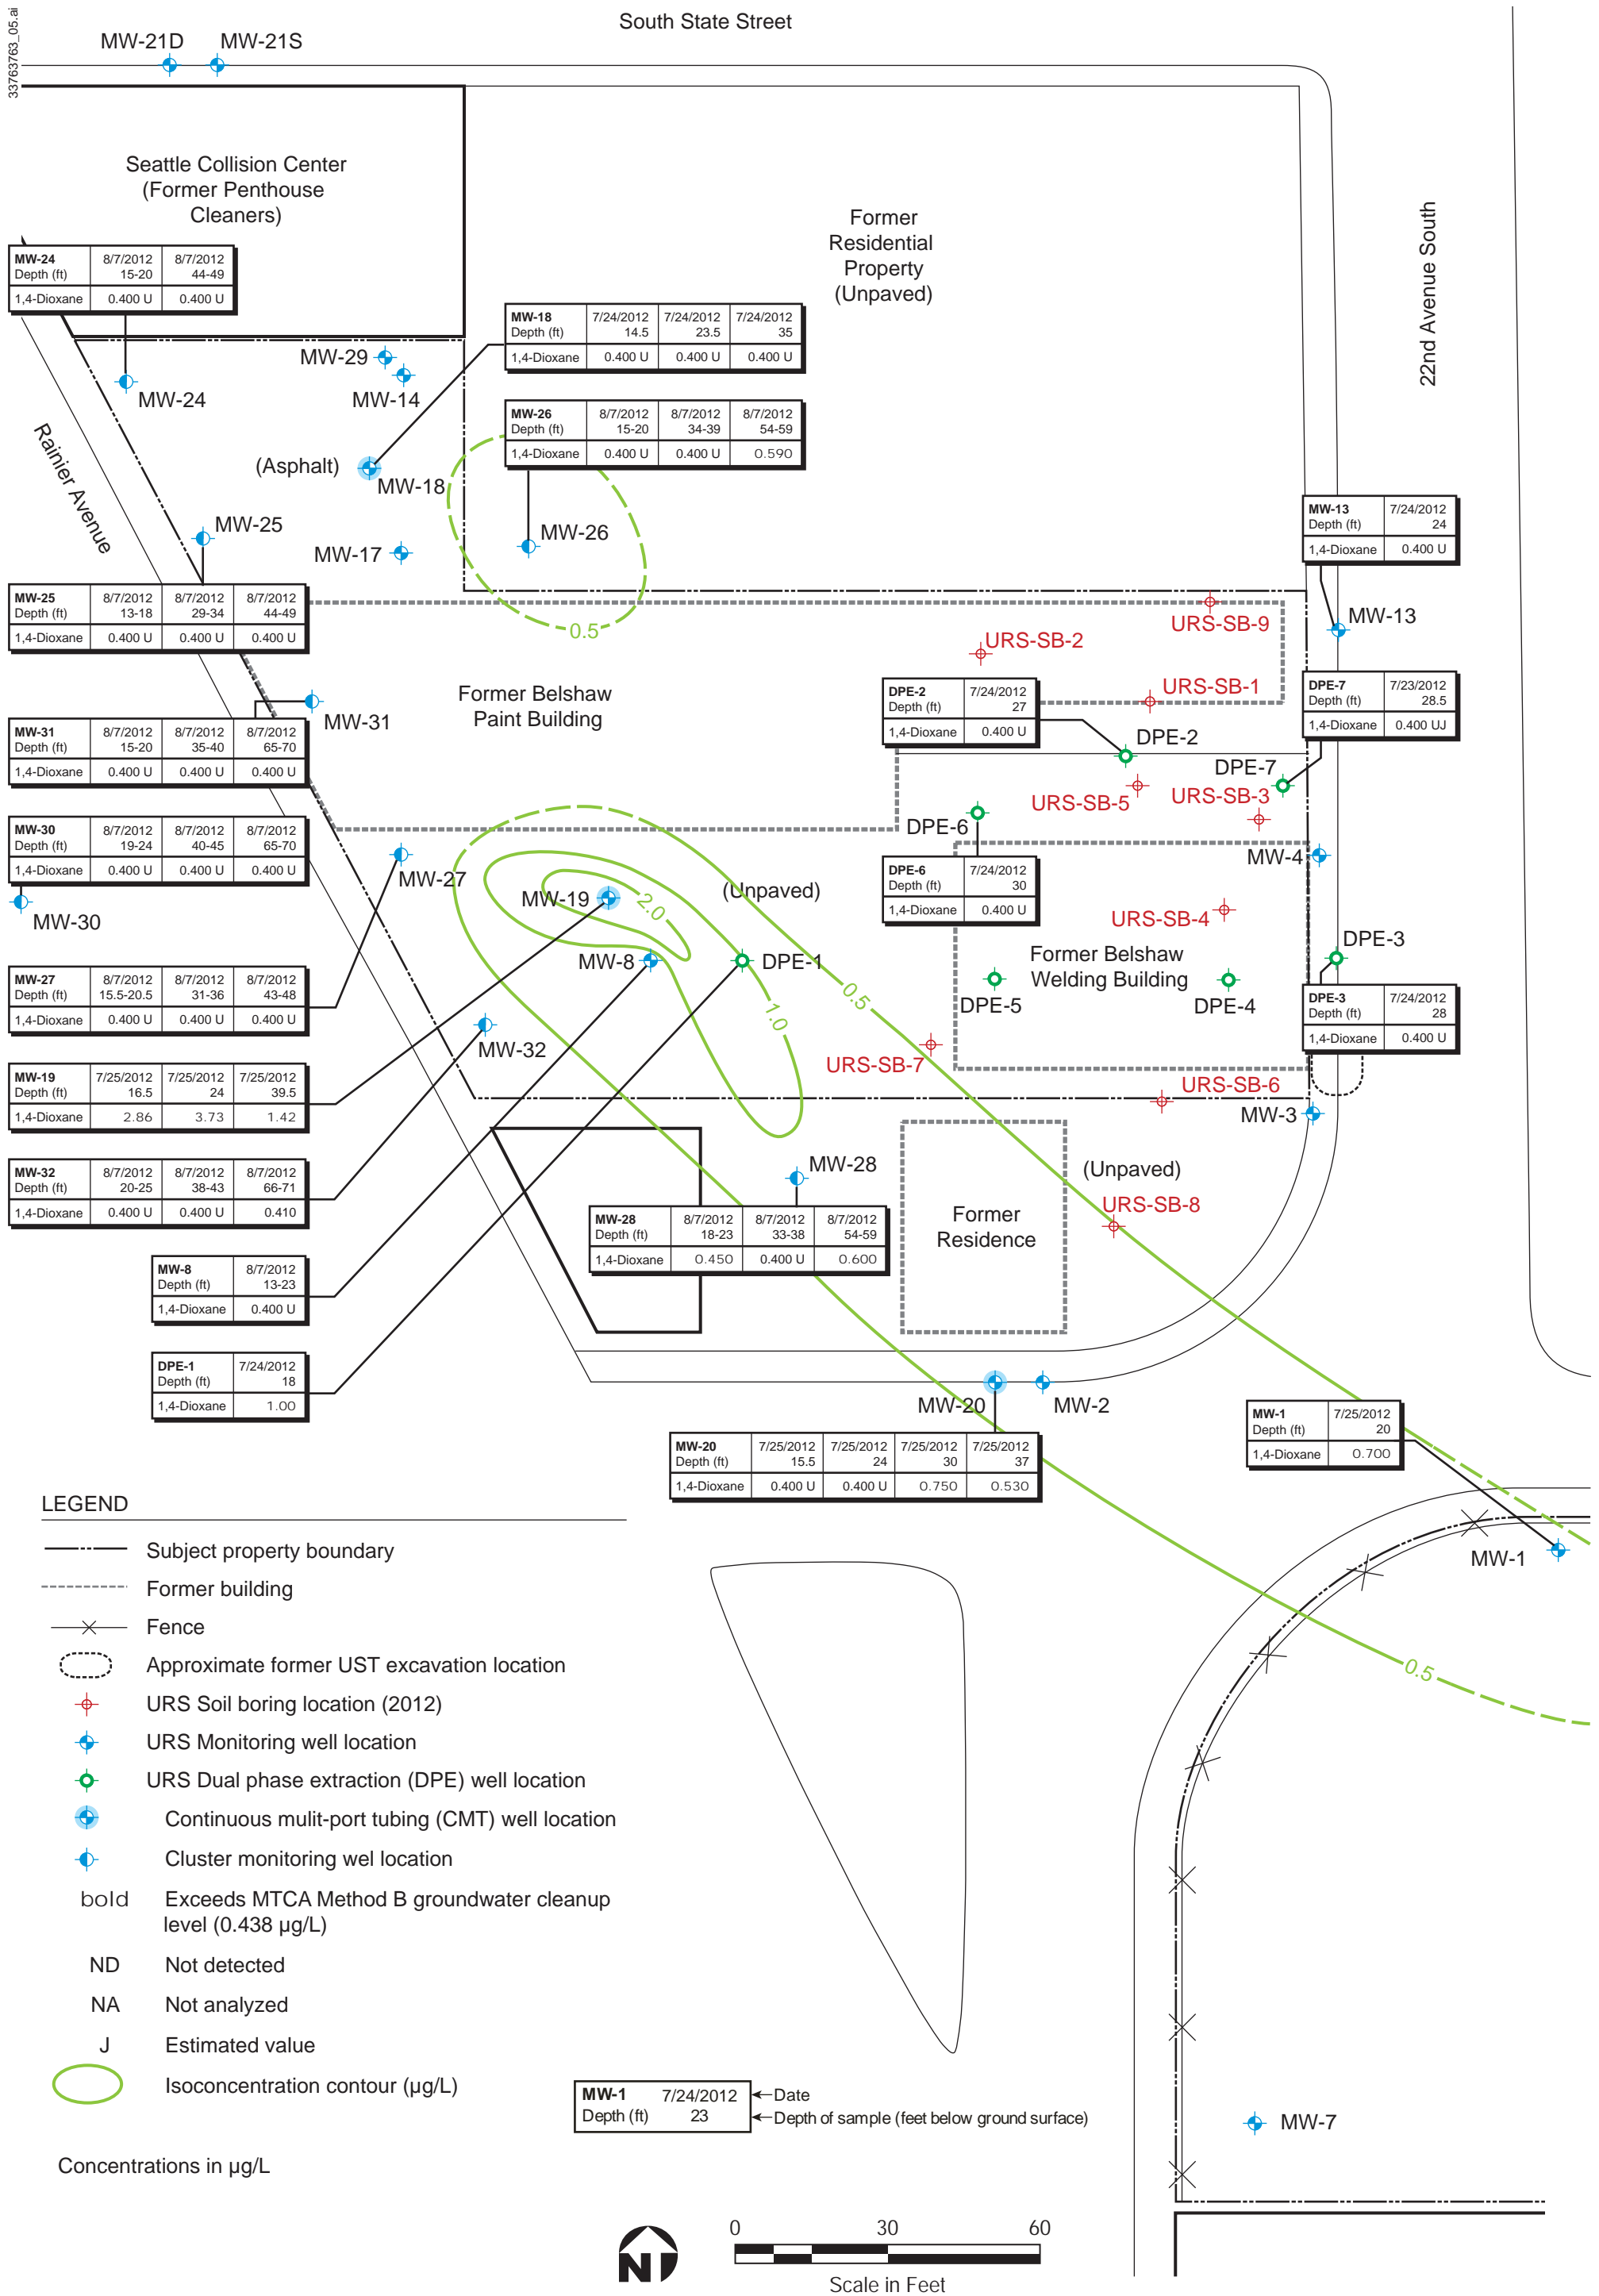 33763763_05.ai
South State Street
MW-21D
MW-21S
Seattle Collision Center
(Former Penthouse
Cleaners)
Former
Residential
Property
(Unpaved)
22nd Avenue South
MW-24 8/7/2012 8/7/2012
Depth (ft) 15-20 44-49
1,4-Dioxane 0.400 U 0.400 U
MW-18 7/24/2012 7/24/2012 7/24/2012
Depth (ft) 14.5 23.5 35
1,4-Dioxane 0.400 U 0.400 U 0.400 U
MW-29
MW-24
MW-14
MW-26 8/7/2012 8/7/2012 8/7/2012
Depth (ft) 15-20 34-39 54-59
1,4-Dioxane 0.400 U 0.400 U 0.590
Rainier Avenue
(Asphalt)
MW-18
MW-25
MW-17
MW-26
MW-13 7/24/2012
Depth (ft) 24
1,4-Dioxane 0.400 U
MW-25 8/7/2012 8/7/2012 8/7/2012
Depth (ft) 13-18 29-34 44-49
1,4-Dioxane 0.400 U 0.400 U 0.400 U
0.5
URS-SB-9
MW-13
URS-SB-2
URS-SB-1
Former Belshaw
Paint Building
MW-31
DPE-2 7/24/2012
Depth (ft) 27
1,4-Dioxane 0.400 U
DPE-7 7/23/2012
Depth (ft) 28.5
1,4-Dioxane 0.400 UJ
MW-31 8/7/2012 8/7/2012 8/7/2012
Depth (ft) 15-20 35-40 65-70
1,4-Dioxane 0.400 U 0.400 U 0.400 U
DPE-2
DPE-7
URS-SB-5
URS-SB-3
DPE-6
MW-30 8/7/2012 8/7/2012 8/7/2012
Depth (ft) 19-24 40-45 65-70
1,4-Dioxane 0.400 U 0.400 U 0.400 U
MW-4
MW-27
DPE-6 7/24/2012
Depth (ft) 30
1,4-Dioxane 0.400 U
(Unpaved)
MW-19
2.0
MW-30
URS-SB-4
DPE-3
MW-8
DPE-1
Former Belshaw
Welding Building
MW-27 8/7/2012 8/7/2012 8/7/2012
Depth (ft) 15.5-20.5 31-36 43-48
1,4-Dioxane 0.400 U 0.400 U 0.400 U
0.5
1.0
DPE-5
DPE-4
DPE-3 7/24/2012
Depth (ft) 28
1,4-Dioxane 0.400 U
MW-32
URS-SB-7
MW-19 7/25/2012 7/25/2012 7/25/2012
Depth (ft) 16.5 24 39.5
1,4-Dioxane 2.86 3.73 1.42
URS-SB-6
MW-3
MW-32 8/7/2012 8/7/2012 8/7/2012
Depth (ft) 20-25 38-43 66-71
1,4-Dioxane 0.400 U 0.400 U 0.410
MW-28
(Unpaved)
URS-SB-8
Former
Residence
MW-28 8/7/2012 8/7/2012 8/7/2012
Depth (ft) 18-23 33-38 54-59
1,4-Dioxane 0.450 0.400 U 0.600
MW-8 8/7/2012
Depth (ft) 13-23
1,4-Dioxane 0.400 U
DPE-1 7/24/2012
Depth (ft) 18
1,4-Dioxane 1.00
MW-20
MW-2
MW-1 7/25/2012
Depth (ft) 20
1,4-Dioxane 0.700
MW-20 7/25/2012 7/25/2012 7/25/2012 7/25/2012
Depth (ft) 15.5 24 30 37
1,4-Dioxane 0.400 U 0.400 U 0.750 0.530
MW-1
0.5
LEGEND
Subject property boundary
Former building
Fence
Approximate former UST excavation location
URS Soil boring location (2012)
URS Monitoring well location
URS Dual phase extraction (DPE) well location
Continuous mulit-port tubing (CMT) well location
Cluster monitoring wel location
bold Exceeds MTCA Method B groundwater cleanup
level (0.438 µg/L)
ND Not detected
NA Not analyzed
J Estimated value
Isoconcentration contour (µg/L)
MW-1 7/24/2012 Date
Depth (ft) 23 Depth of sample (feet below ground surface)
MW-7
Concentrations in µg/L
N
0 30 60
Scale in Feet